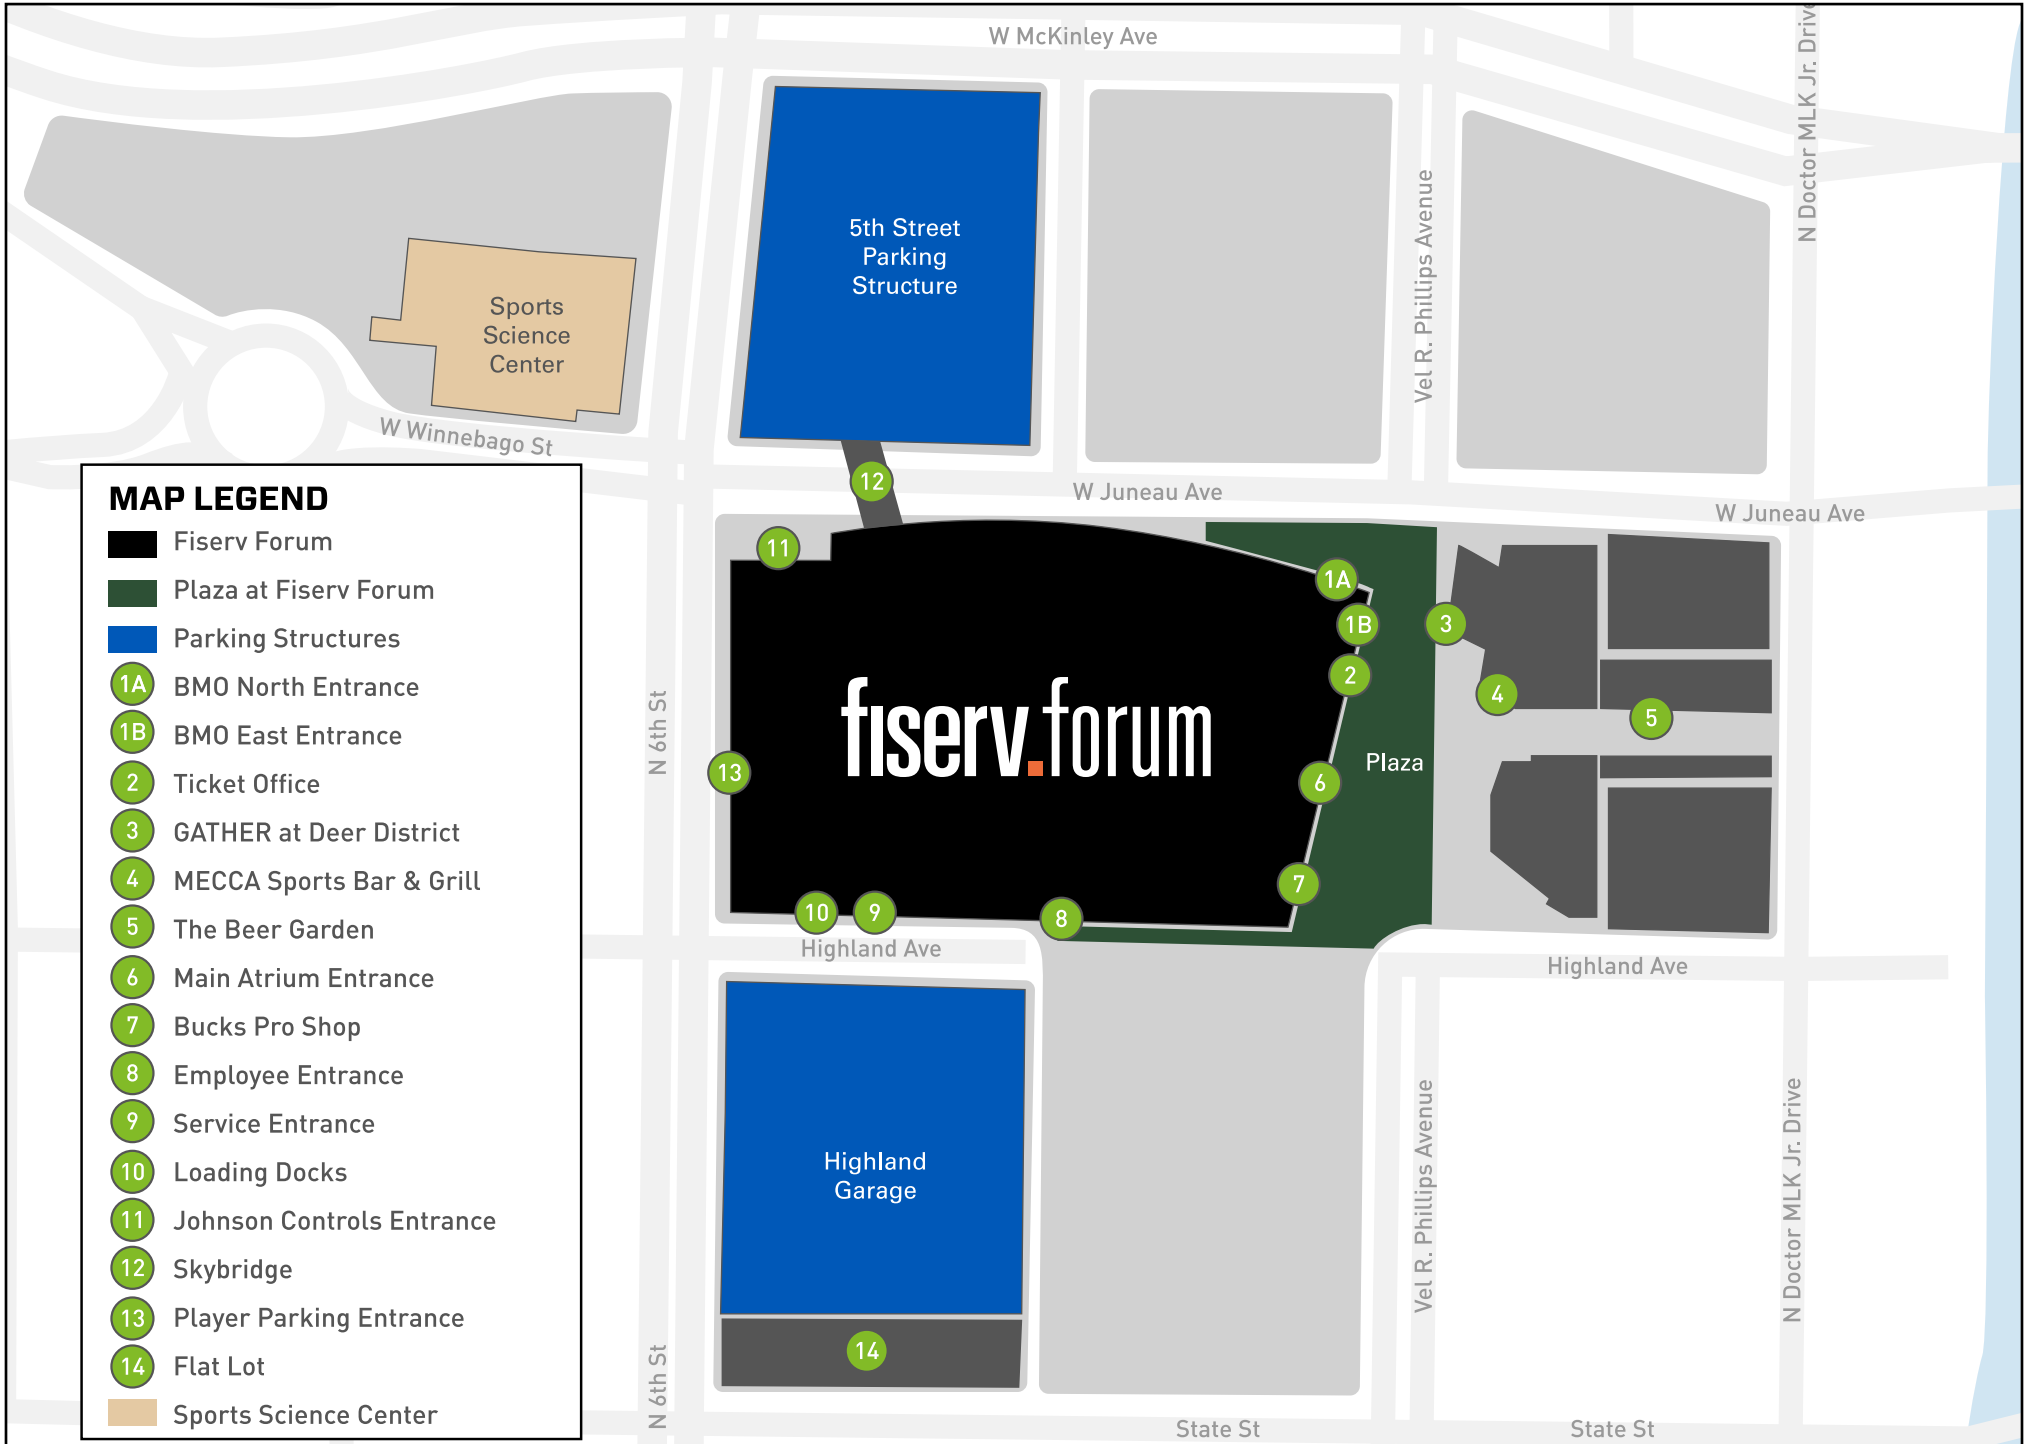 W McKinley Ave
N Doctor MLK Jr. Drive
5th Street
Parking
Structure
Vel R. Phillips Avenue
Sports
Science
Center
W Winnebago St
12
W Juneau Ave
W Juneau Ave
11
1A
1B
3
2
4
5
N 6th St
fiserv.forum
13
Plaza
6
7
10
9
8
Highland Ave
Highland Ave
Highland
Garage
Vel R. Phillips Avenue
N Doctor MLK Jr. Drive
14
N 6th St
State St
State St
MAP LEGEND
Fiserv Forum
Plaza at Fiserv Forum
Parking Structures
1A BMO North Entrance
1B BMO East Entrance
2 Ticket Office
3 GATHER at Deer District
4 MECCA Sports Bar & Grill
5 The Beer Garden
6 Main Atrium Entrance
7 Bucks Pro Shop
8 Employee Entrance
9 Service Entrance
10 Loading Docks
11 Johnson Controls Entrance
12 Skybridge
13 Player Parking Entrance
14 Flat Lot
Sports Science Center